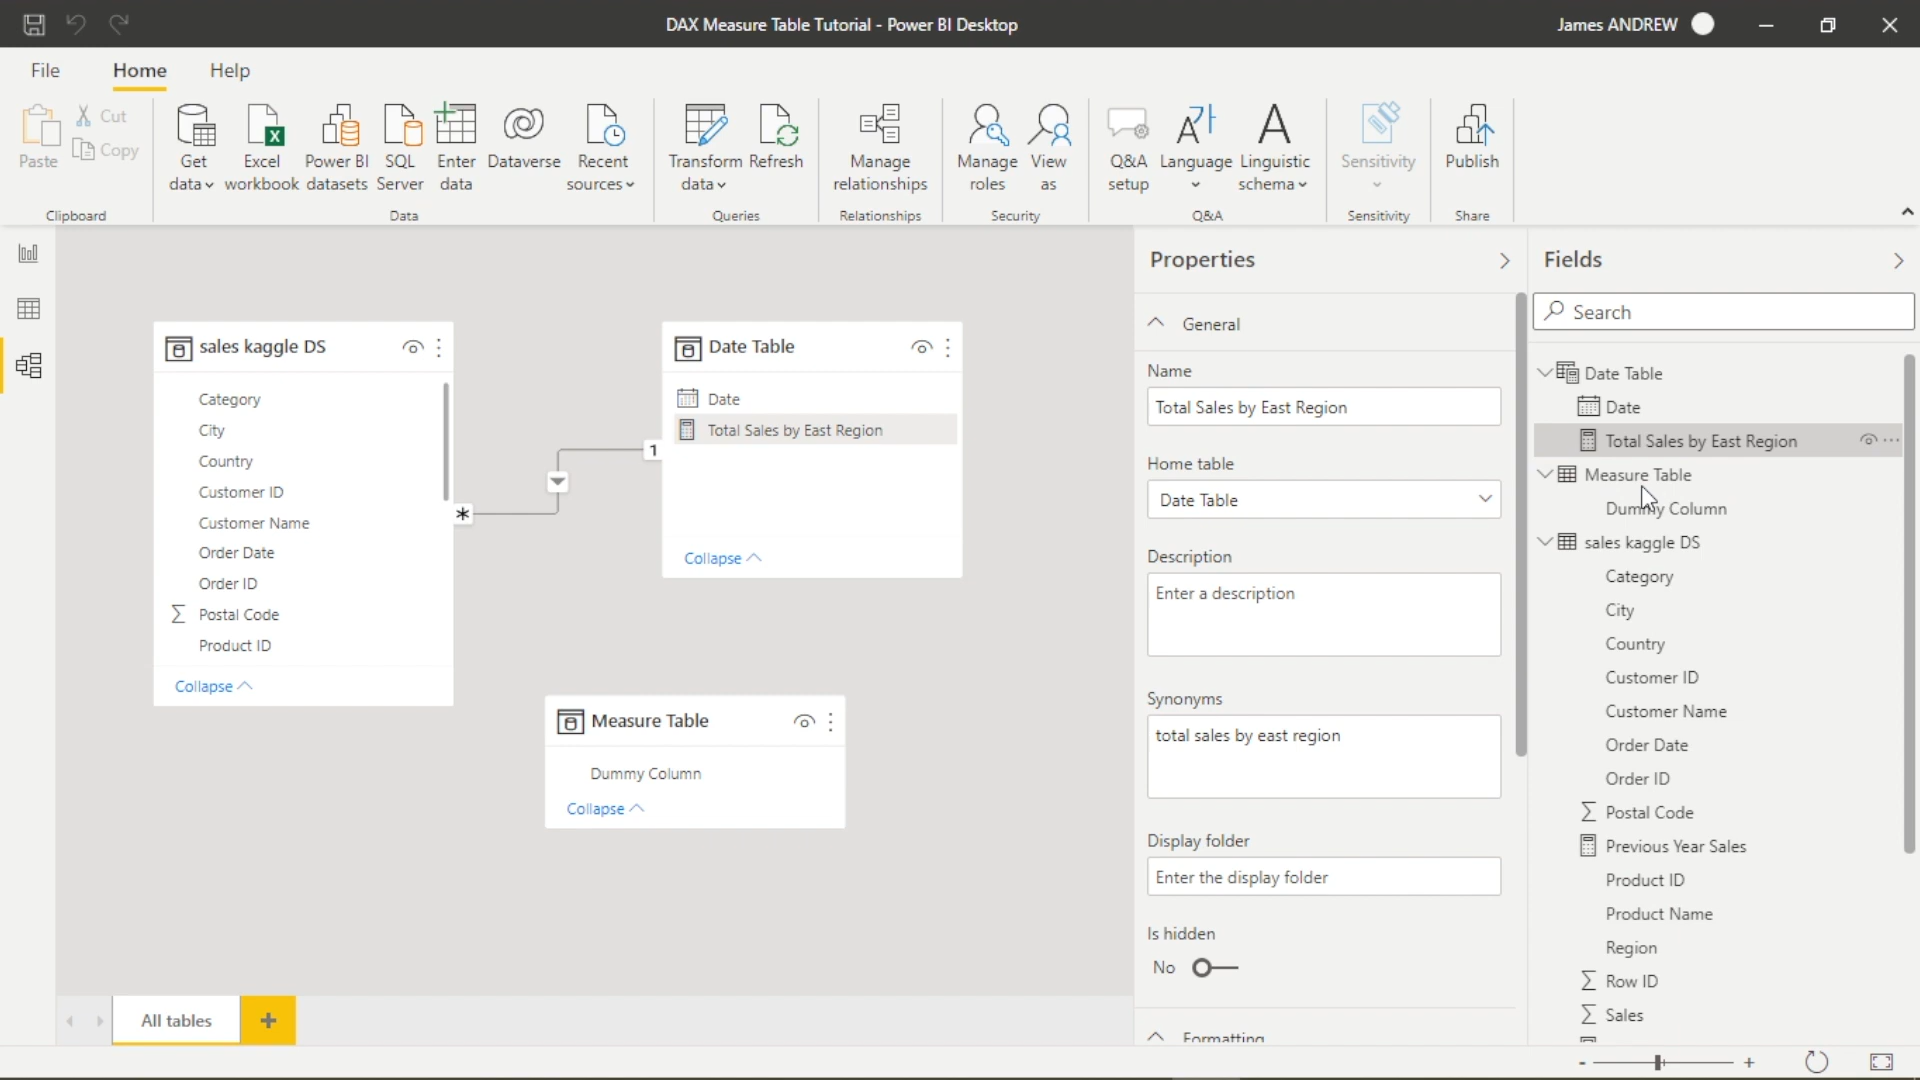 DAX Measure Table Tutorial - Power BI Desktop
James ANDREW
File
Home
Help
Paste
Cut
Copy
Clipboard
Get
data
Excel
workbook
Power BI
datasets
SQL
Server
Enter
data
Dataverse
Recent
sources
Data
Transform
data
Refresh
Queries
Manage
relationships
Relationships
Manage
roles
View
as
Security
Q&A
setup
Language
Linguistic
schema
Q&A
Sensitivity
Sensitivity
Publish
Share
sales kaggle DS
Category
City
Country
Customer ID
Customer Name
Order Date
Order ID
Σ Postal Code
Product ID
Collapse
*
1
Date Table
Date
Total Sales by East Region
Collapse
Measure Table
Dummy Column
Collapse
All tables
+
Properties
General
Name
Total Sales by East Region
Home table
Date Table
Description
Enter a description
Synonyms
total sales by east region
Display folder
Enter the display folder
Is hidden
No
Formatting
Fields
Search
Date Table
Date
Total Sales by East Region
Measure Table
Dummy Column
sales kaggle DS
Category
City
Country
Customer ID
Customer Name
Order Date
Order ID
Σ Postal Code
Previous Year Sales
Product ID
Product Name
Region
Σ Row ID
Σ Sales
- +